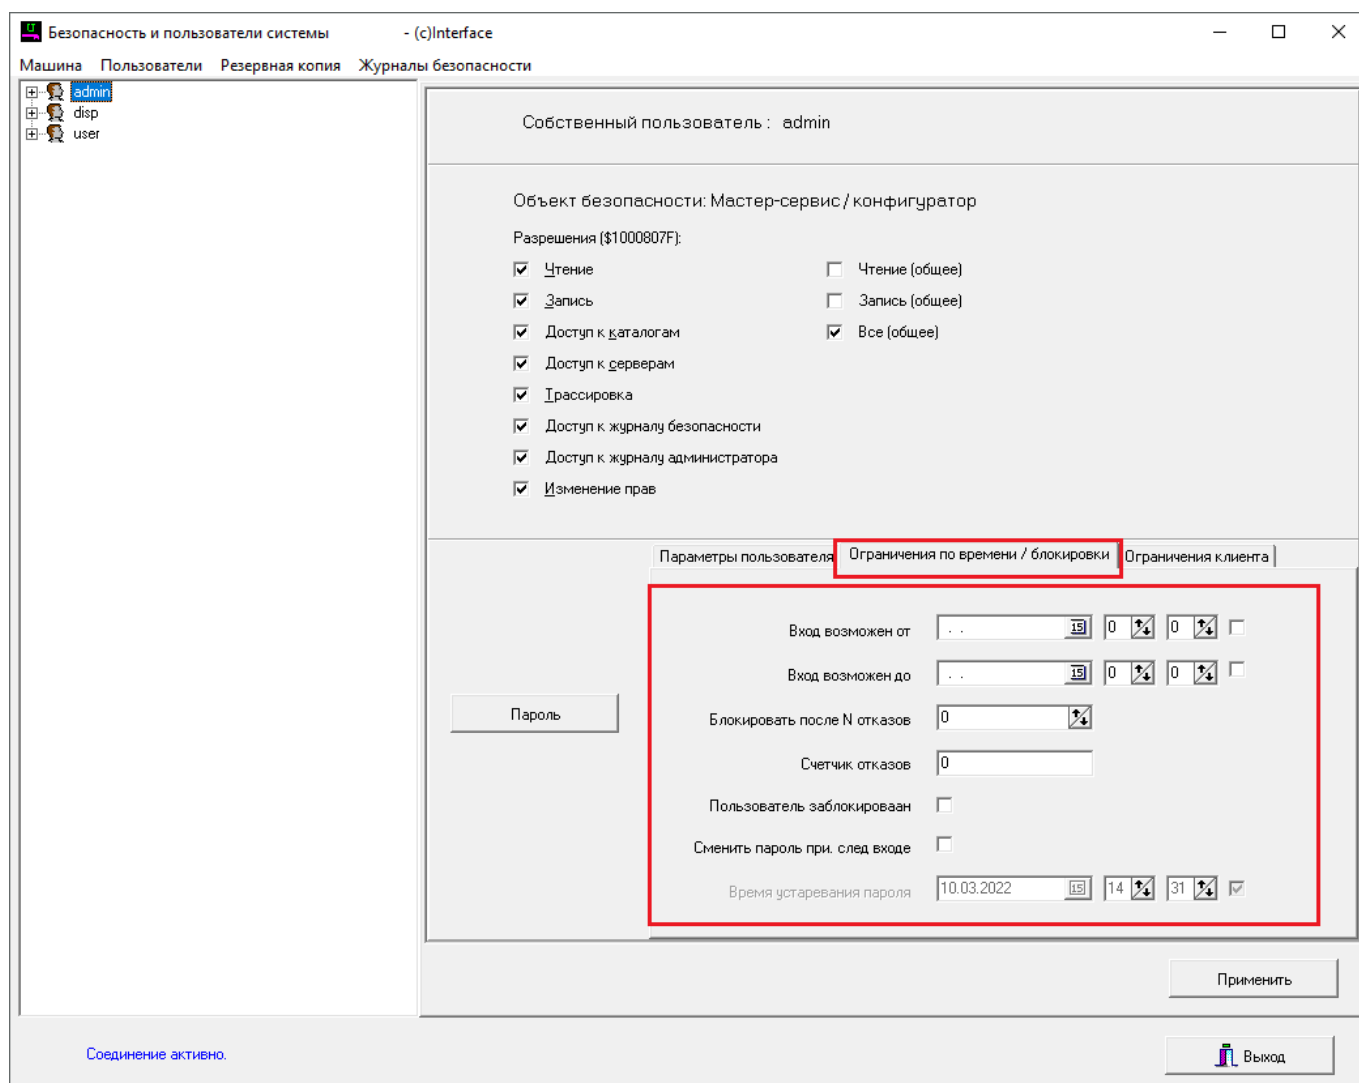 Безопасность и пользователи системы - (c)Interface
Машина Пользователи Резервная копия Журналы безопасности
admin
disp
user
Собственный пользователь : admin
Объект безопасности: Мастер-сервис / конфигуратор
Разрешения ($1000807F):
Чтение Чтение (общее)
Запись Запись (общее)
Доступ к каталогам Все (общее)
Доступ к серверам
Трассировка
Доступ к журналу безопасности
Доступ к журналу администратора
Изменение прав
Параметры пользователя Ограничения по времени / блокировки Ограничения клиента
Вход возможен от . . 15 0 0
Вход возможен до . . 15 0 0
Пароль
Блокировать после N отказов 0
Счетчик отказов 0
Пользователь заблокироваан
Сменить пароль при. след входе
Время устаревания пароля 10.03.2022 15 14 31
Применить
Соединение активно.
Выход